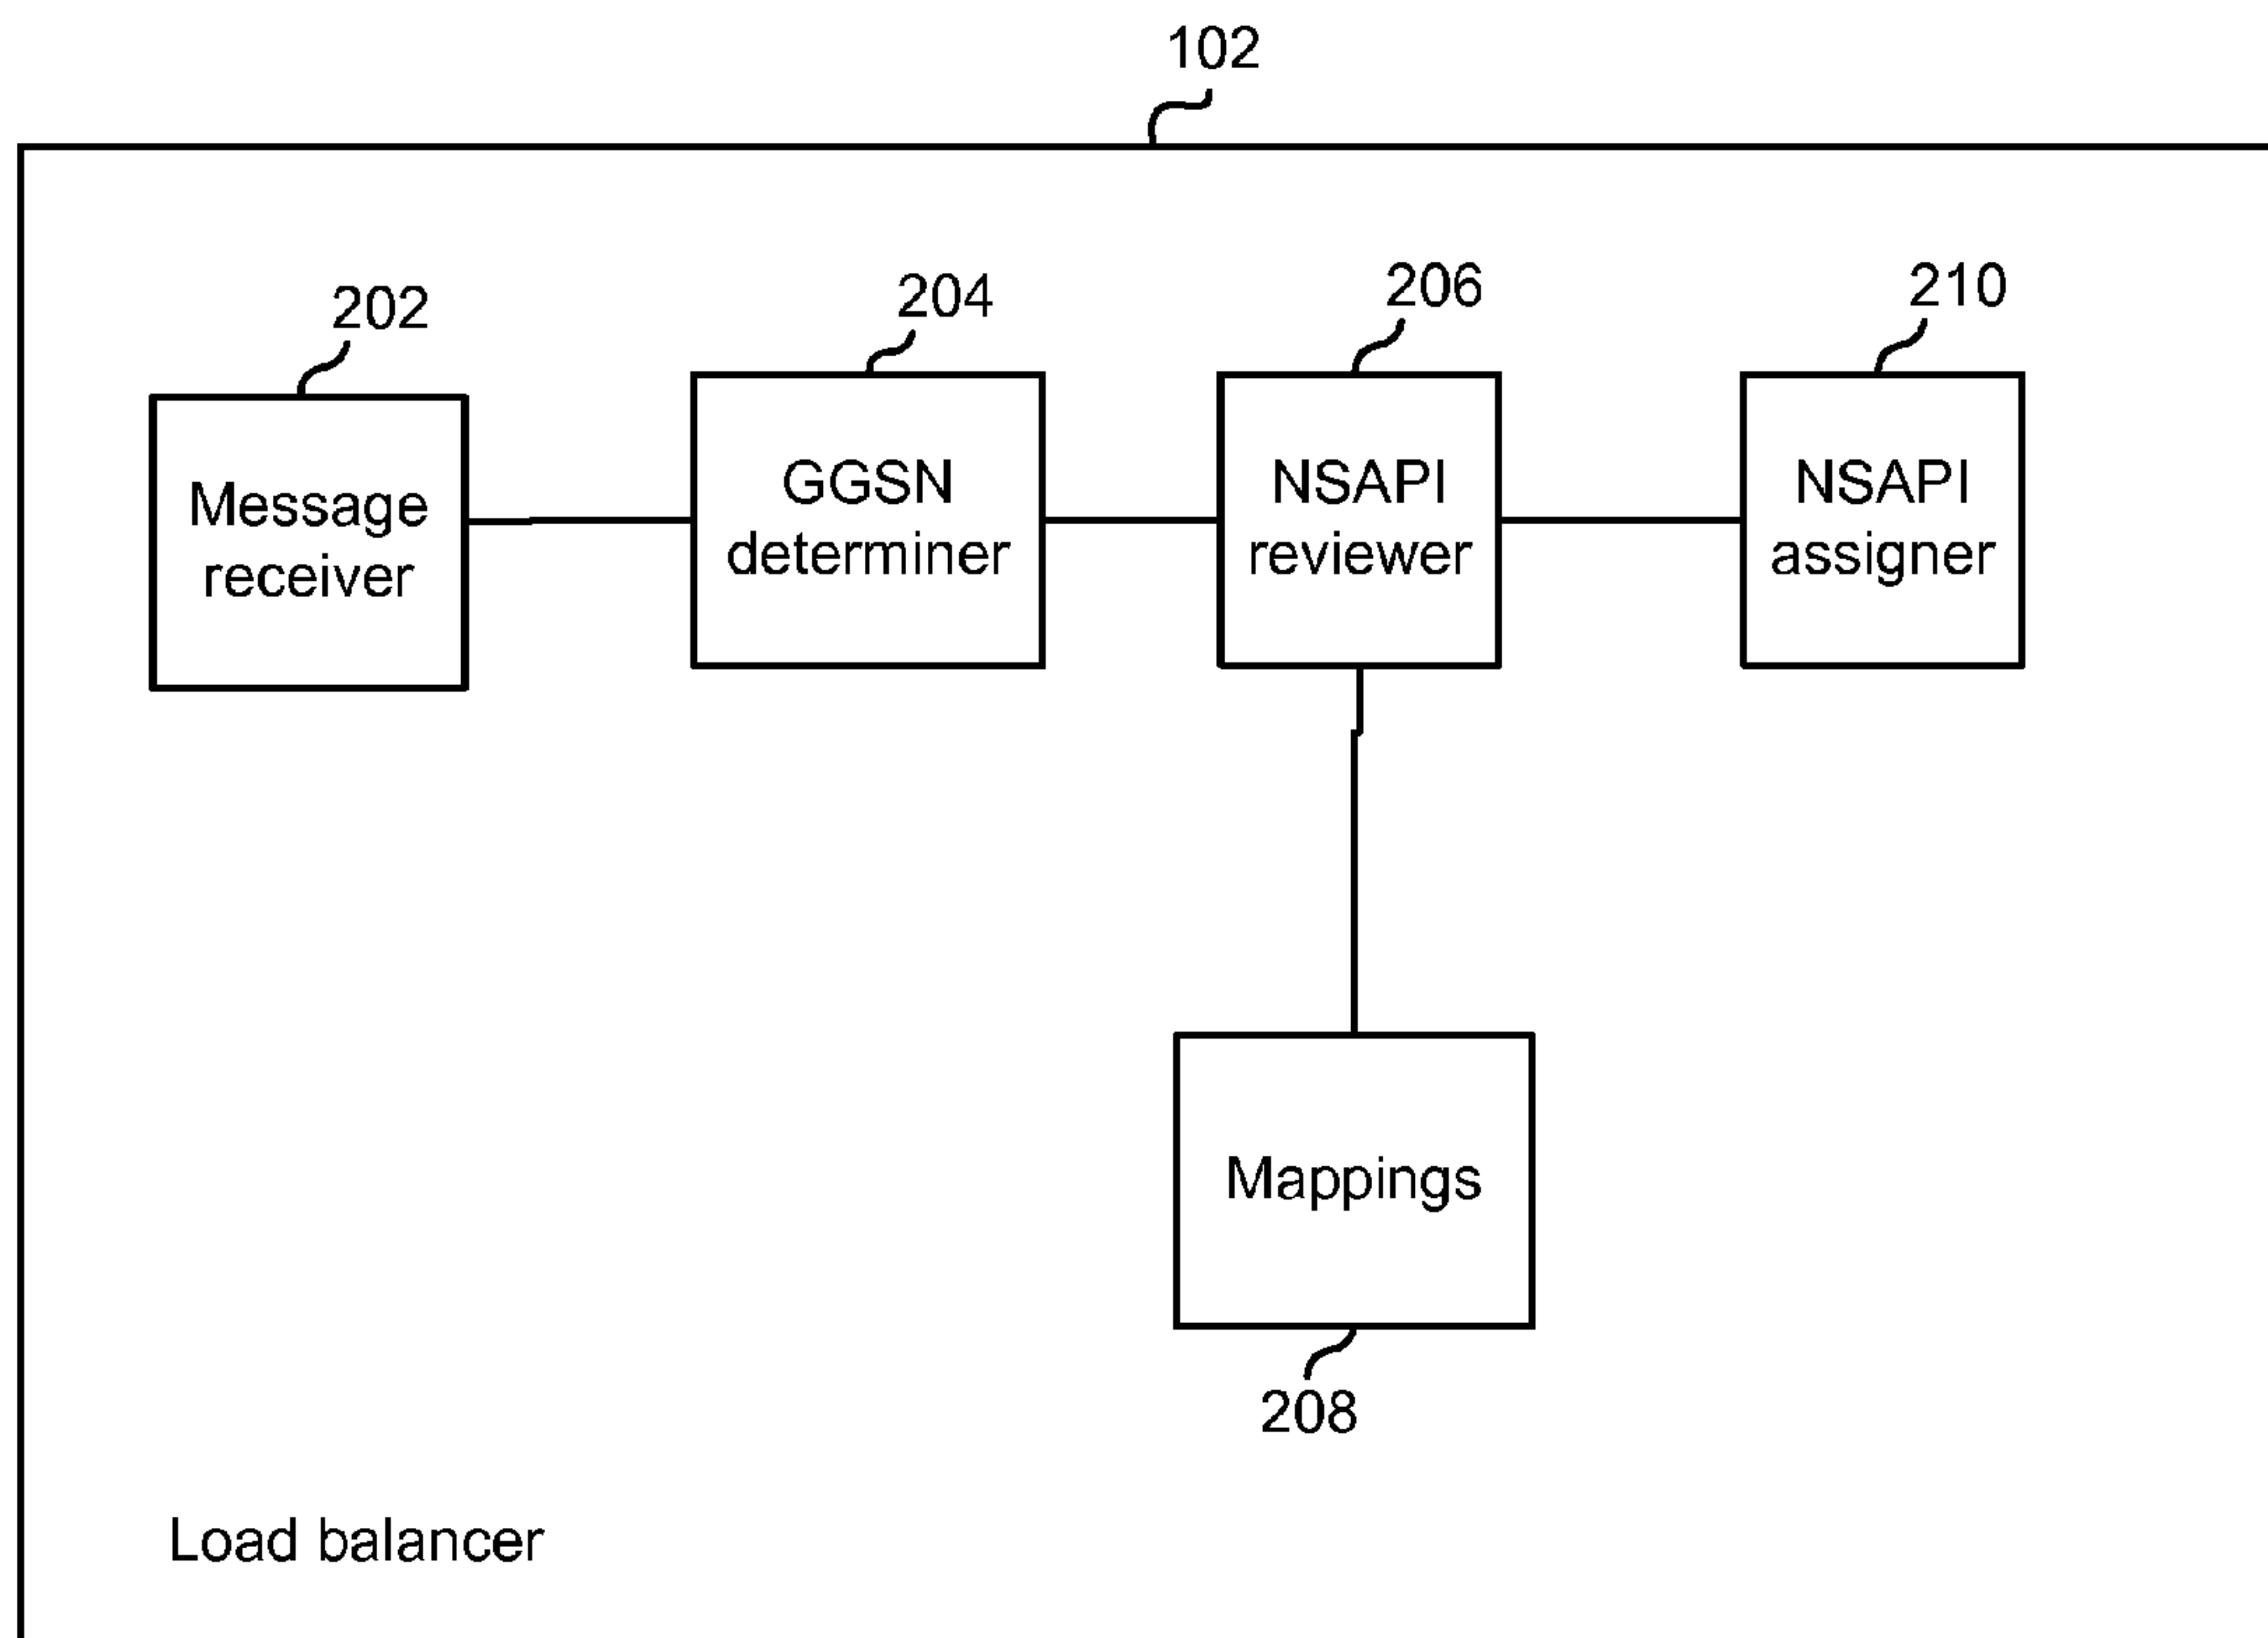 102
202
204
206
210
Message
receiver
GGSN
determiner
NSAPI
reviewer
NSAPI
assigner
Mappings
208
Load balancer